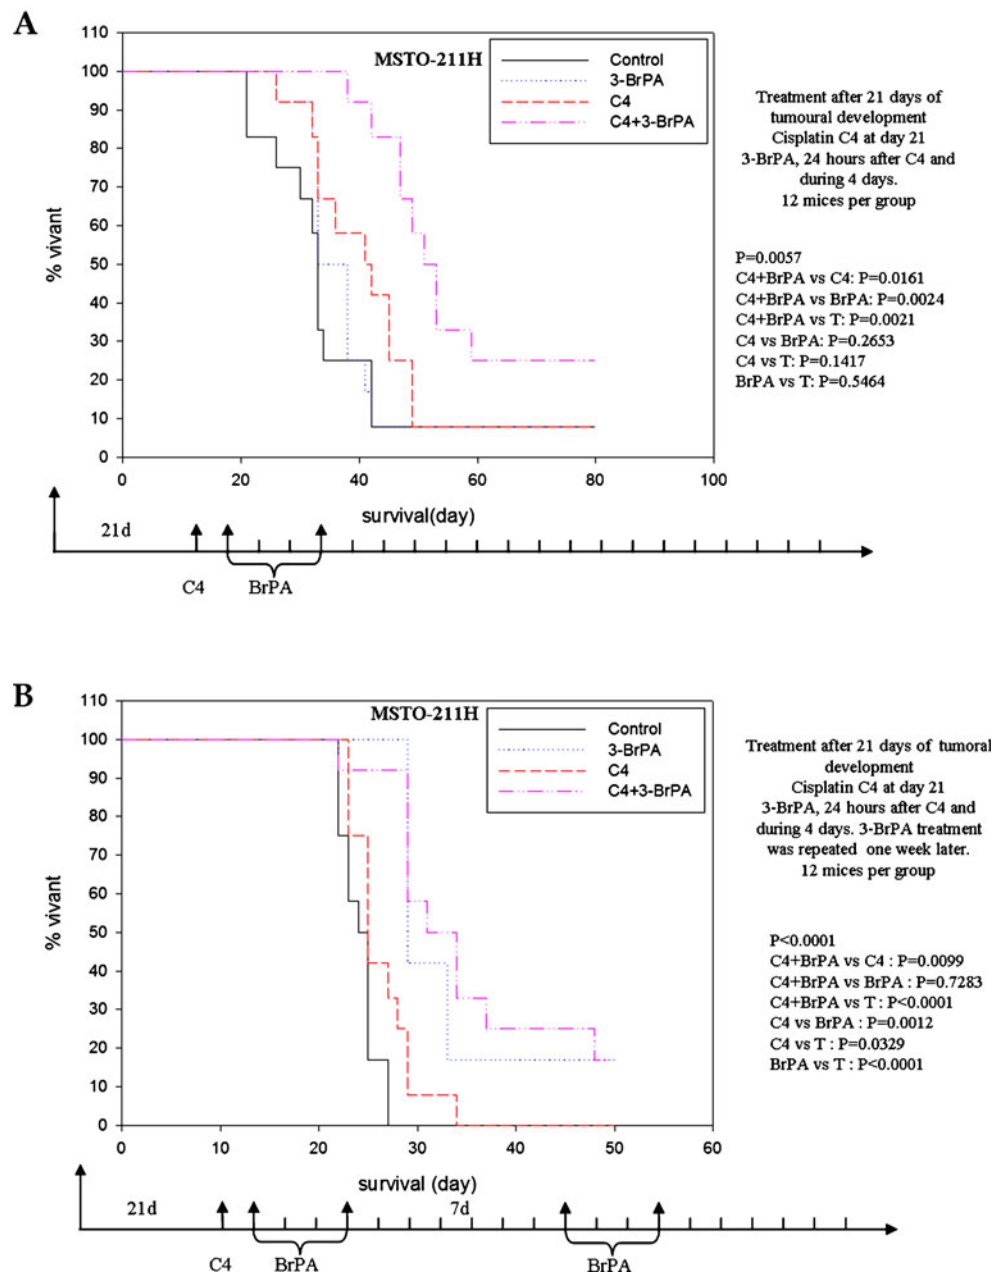 A
MSTO-211H
Control
3-BrPA
C4
C4+3-BrPA
% vivant
110
100
90
80
70
60
50
40
30
20
10
0
0 20 40 60 80 100
survival(day)
Treatment after 21 days of
tumoural development
Cisplatin C4 at day 21
3-BrPA, 24 hours after C4 and
during 4 days.
12 mices per group
P=0.0057
C4+BrPA vs C4: P=0.0161
C4+BrPA vs BrPA: P=0.0024
C4+BrPA vs T: P=0.0021
C4 vs BrPA: P=0.2653
C4 vs T: P=0.1417
BrPA vs T: P=0.5464
21d
C4 BrPA
B
MSTO-211H
Control
3-BrPA
C4
C4+3-BrPA
% vivant
110
100
90
80
70
60
50
40
30
20
10
0
0 20 30 40 50 60
survival (day)
Treatment after 21 days of tumoral
development
Cisplatin C4 at day 21
3-BrPA, 24 hours after C4 and
during 4 days. 3-BrPA treatment
was repeated one week later.
12 mices per group
P<0.0001
C4+BrPA vs C4 : P=0.0099
C4+BrPA vs BrPA : P=0.7283
C4+BrPA vs T : P<0.0001
C4 vs BrPA : P=0.0012
C4 vs T : P=0.0329
BrPA vs T : P<0.0001
21d 7d
C4 BrPA BrPA